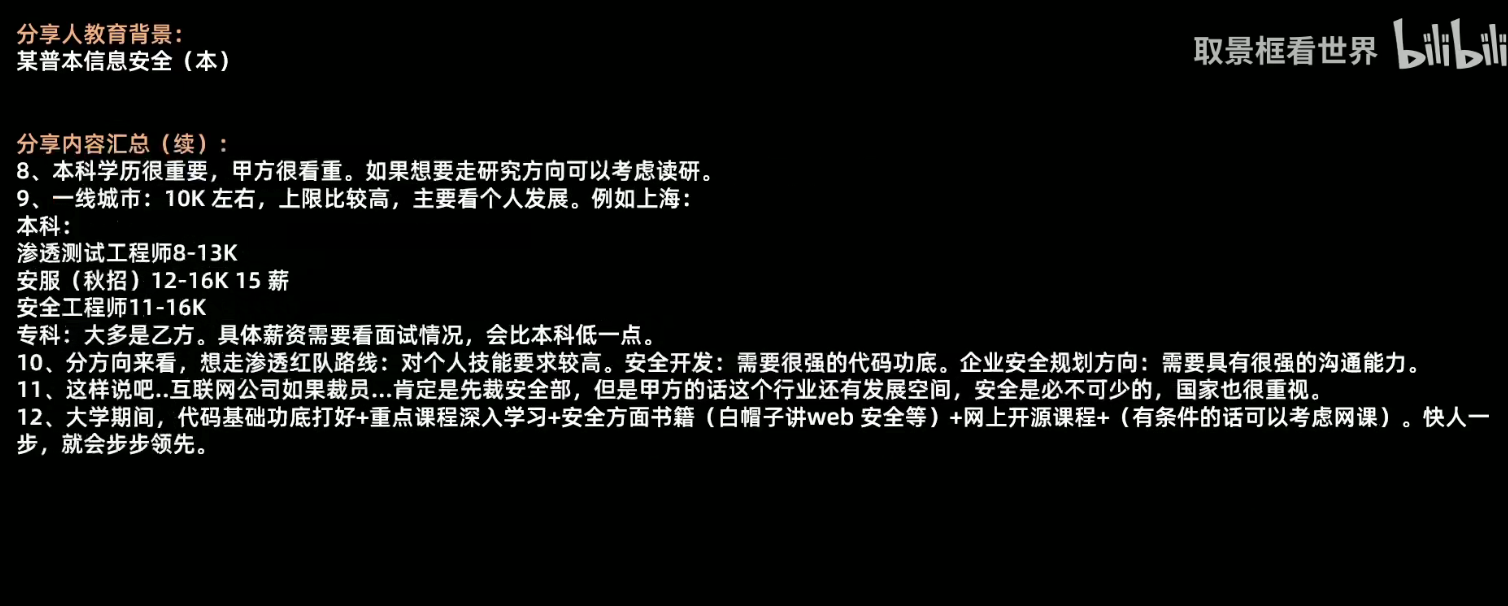 分享人教育背景：
某普本信息安全（本）
取景框看世界 bilibili
分享内容汇总（续）：
8、本科学历很重要，甲方很看重。如果想要走研究方向可以考虑读研。
9、一线城市：10K 左右，上限比较高，主要看个人发展。例如上海：
本科：
渗透测试工程师8-13K
安服（秋招）12-16K 15 薪
安全工程师11-16K
专科：大多是乙方。具体薪资需要看面试情况，会比本科低一点。
10、分方向来看，想走渗透红队路线：对个人技能要求较高。安全开发：需要很强的代码功底。企业安全规划方向：需要具有很强的沟通能力。
11、这样说吧..互联网公司如果裁员...肯定是先裁安全部，但是甲方的话这个行业还有发展空间，安全是必不可少的，国家也很重视。
12、大学期间，代码基础功底打好+重点课程深入学习+安全方面书籍（白帽子讲web 安全等）+网上开源课程+（有条件的话可以考虑网课）。快人一
步，就会步步领先。